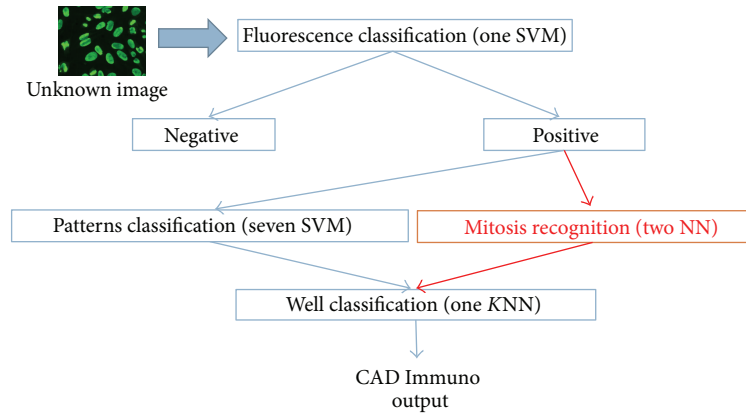 Fluorescence classification (one SVM)
Unknown image
Negative
Positive
Patterns classification (seven SVM)
Mitosis recognition (two NN)
Well classification (one KNN)
CAD Immuno
output